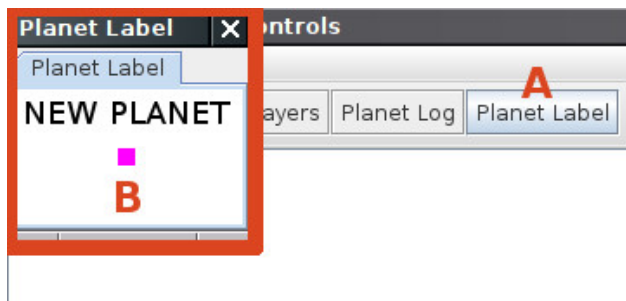 Planet Label X
ontrols
Planet Label
A
NEW PLANET
ayers
Planet Log
Planet Label
B